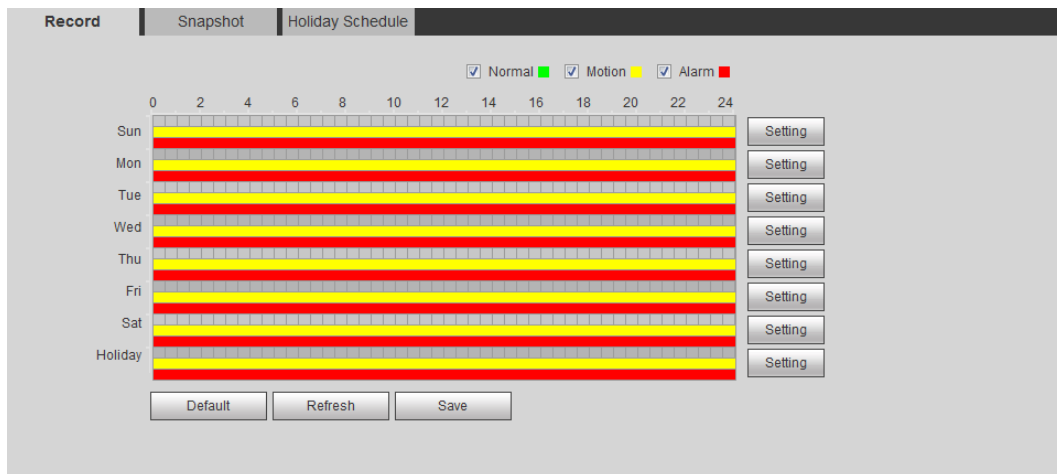 Record Snapshot Holiday Schedule
Normal Motion Alarm
0 2 4 6 8 10 12 14 16 18 20 22 24
Sun Setting
Mon Setting
Tue Setting
Wed Setting
Thu Setting
Fri Setting
Sat Setting
Holiday Setting
Default Refresh Save